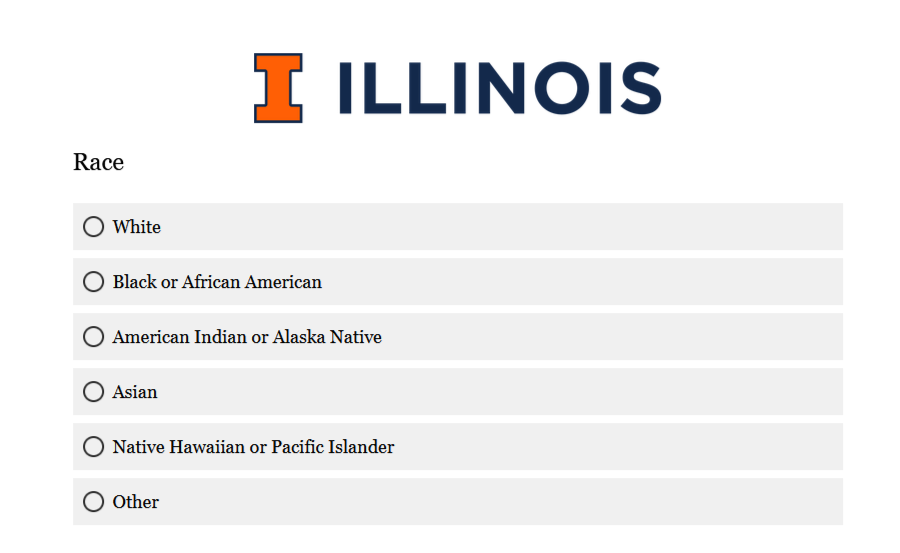 I ILLINOIS
Race
White
Black or African American
American Indian or Alaska Native
Asian
Native Hawaiian or Pacific Islander
Other